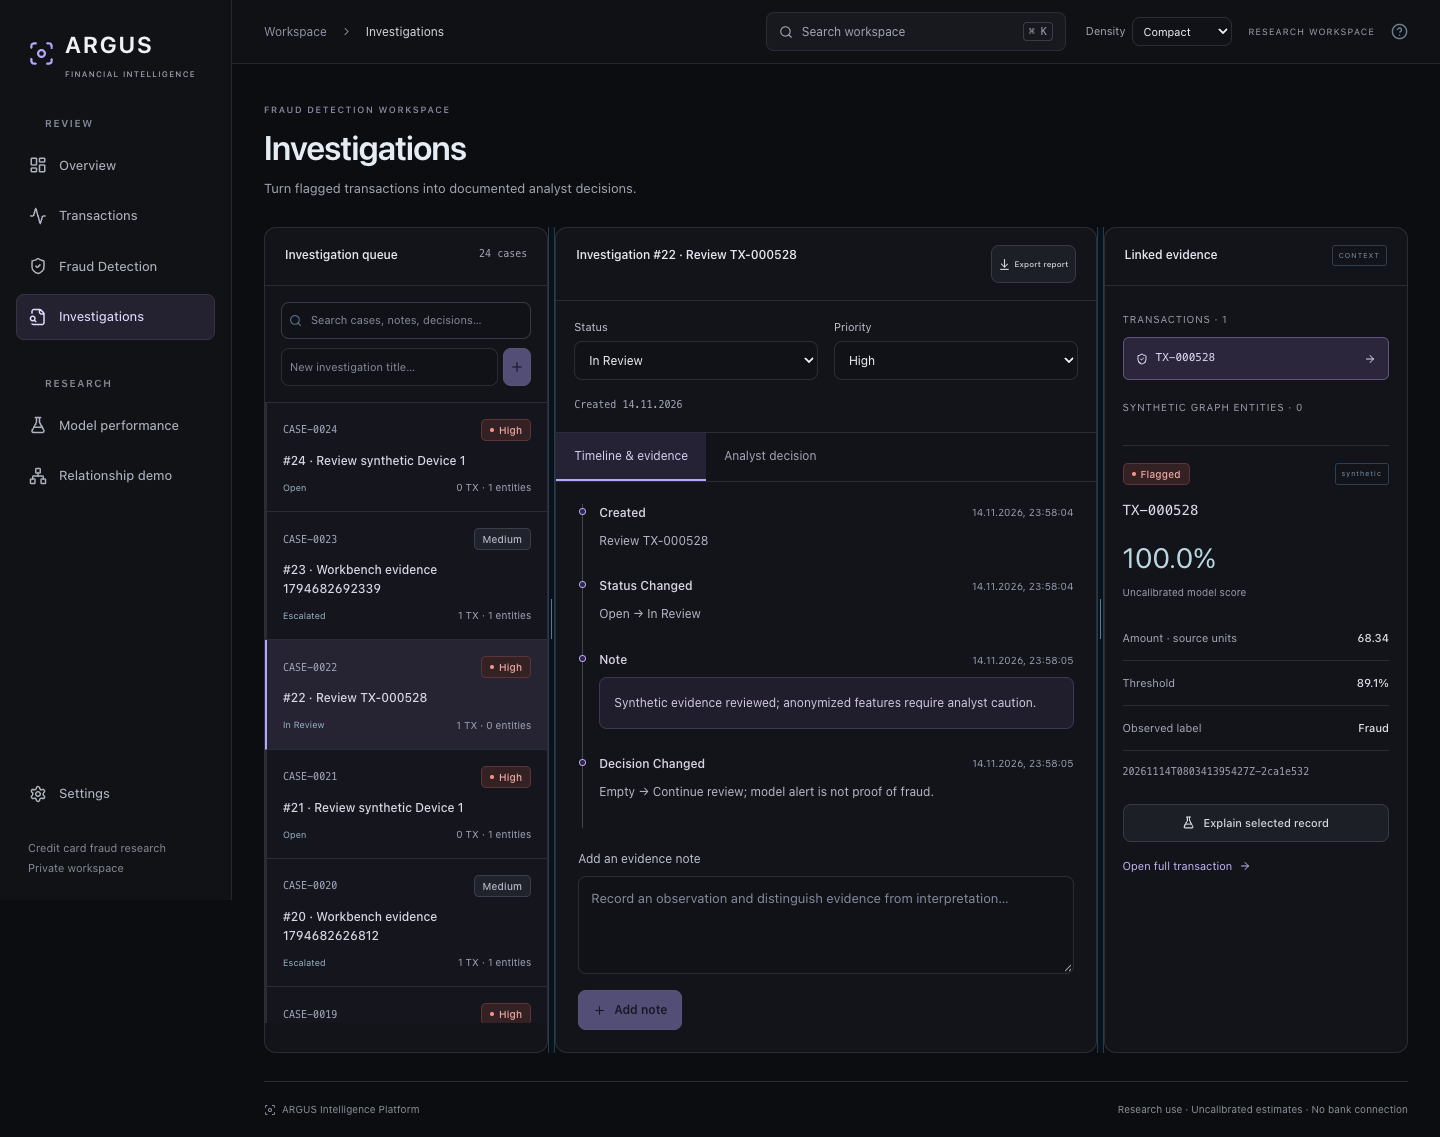 ARGUS
FINANCIAL INTELLIGENCE
REVIEW
Overview
Transactions
Fraud Detection
Investigations
RESEARCH
Model performance
Relationship demo
Settings
Credit card fraud research
Private workspace
Workspace > Investigations
Search workspace ⌘ K
Density Compact
RESEARCH WORKSPACE
FRAUD DETECTION WORKSPACE
Investigations
Turn flagged transactions into documented analyst decisions.
Investigation queue 24 cases
Search cases, notes, decisions...
New investigation title...
CASE-0024 High
#24 · Review synthetic Device 1
Open 0 TX · 1 entities
CASE-0023 Medium
#23 · Workbench evidence
1794682692339
Escalated 1 TX · 1 entities
CASE-0022 High
#22 · Review TX-000528
In Review 1 TX · 0 entities
CASE-0021 High
#21 · Review synthetic Device 1
Open 0 TX · 1 entities
CASE-0020 Medium
#20 · Workbench evidence
1794682626812
Escalated 1 TX · 1 entities
CASE-0019 High
Investigation #22 · Review TX-000528
Export report
Status Priority
In Review High
Created 14.11.2026
Timeline & evidence Analyst decision
Created 14.11.2026, 23:58:04
Review TX-000528
Status Changed 14.11.2026, 23:58:04
Open → In Review
Note 14.11.2026, 23:58:05
Synthetic evidence reviewed; anonymized features require analyst caution.
Decision Changed 14.11.2026, 23:58:05
Empty → Continue review; model alert is not proof of fraud.
Add an evidence note
Record an observation and distinguish evidence from interpretation...
+ Add note
Linked evidence CONTEXT
TRANSACTIONS · 1
TX-000528 →
SYNTHETIC GRAPH ENTITIES · 0
Flagged synthetic
TX-000528
100.0%
Uncalibrated model score
Amount · source units 68.34
Threshold 89.1%
Observed label Fraud
20261114T080341395427Z-2ca1e532
Explain selected record
Open full transaction →
ARGUS Intelligence Platform
Research use · Uncalibrated estimates · No bank connection